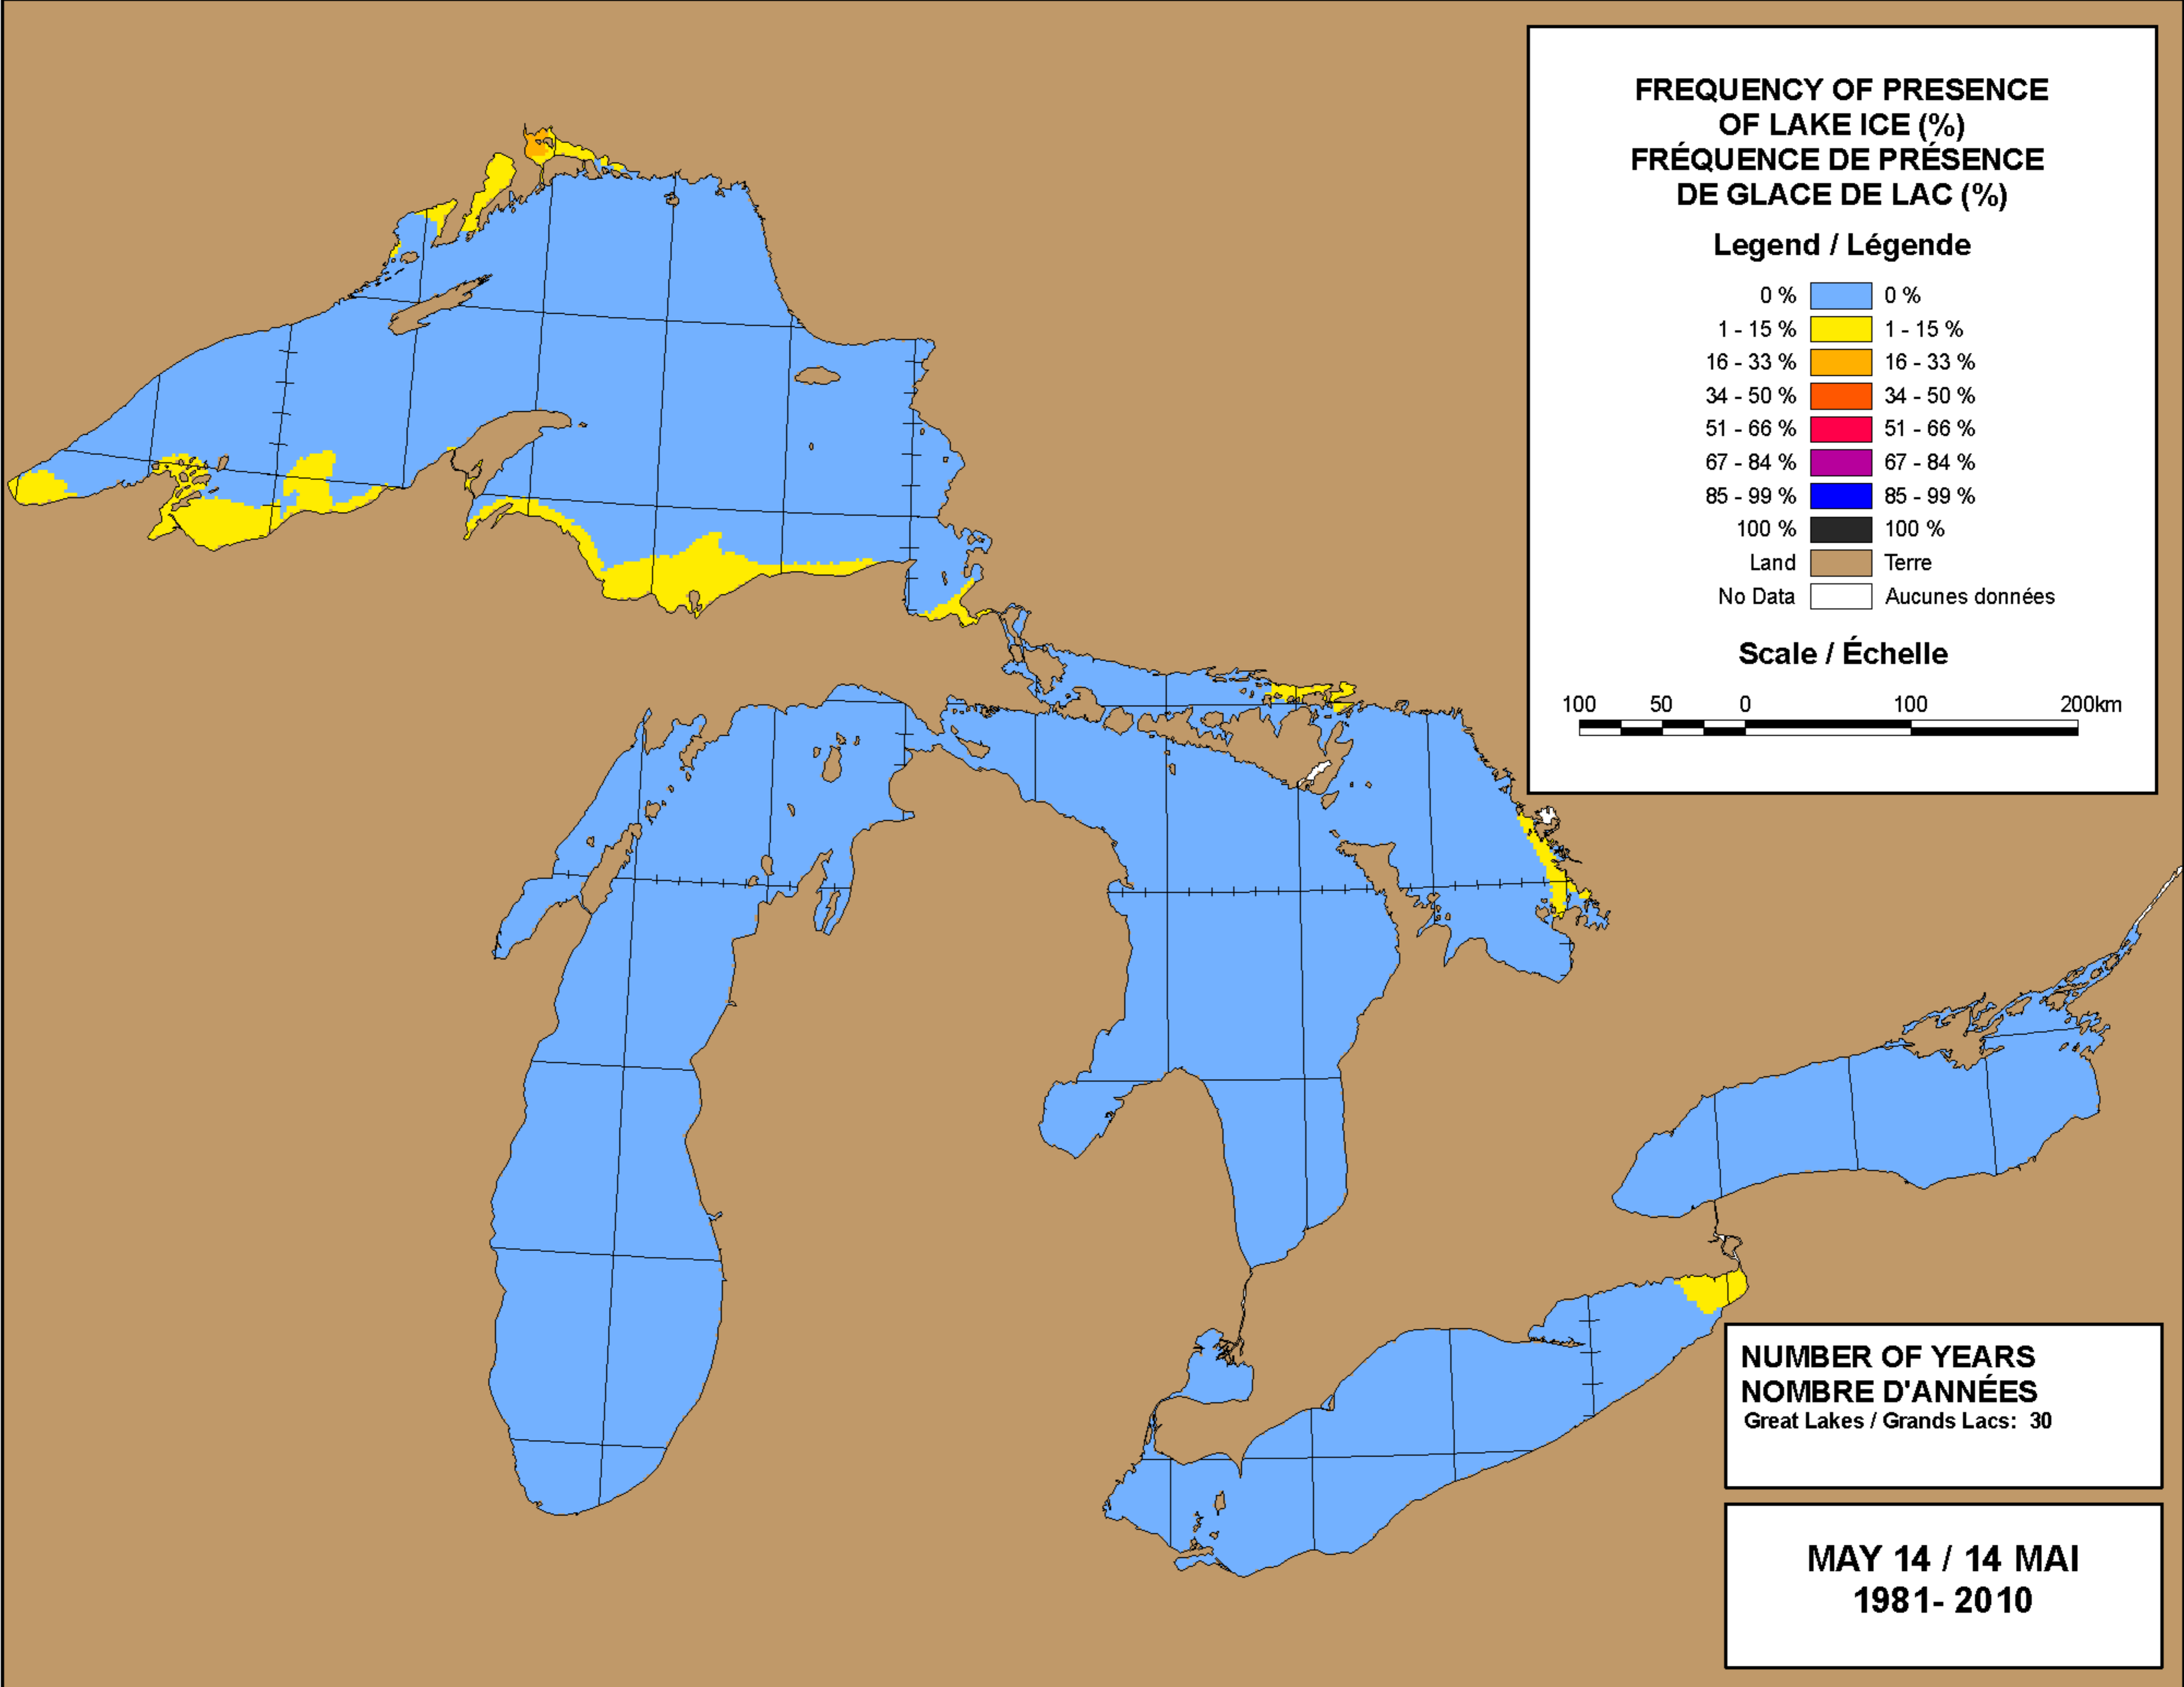 FREQUENCY OF PRESENCE
OF LAKE ICE (%)
FRÉQUENCE DE PRÉSENCE
DE GLACE DE LAC (%)
Legend / Légende
0 % 0 %
1 - 15 % 1 - 15 %
16 - 33 % 16 - 33 %
34 - 50 % 34 - 50 %
51 - 66 % 51 - 66 %
67 - 84 % 67 - 84 %
85 - 99 % 85 - 99 %
100 % 100 %
Land Terre
No Data Aucunes données
Scale / Échelle
100 50 0 100 200km
NUMBER OF YEARS
NOMBRE D'ANNÉES
Great Lakes / Grands Lacs: 30
MAY 14 / 14 MAI
1981- 2010